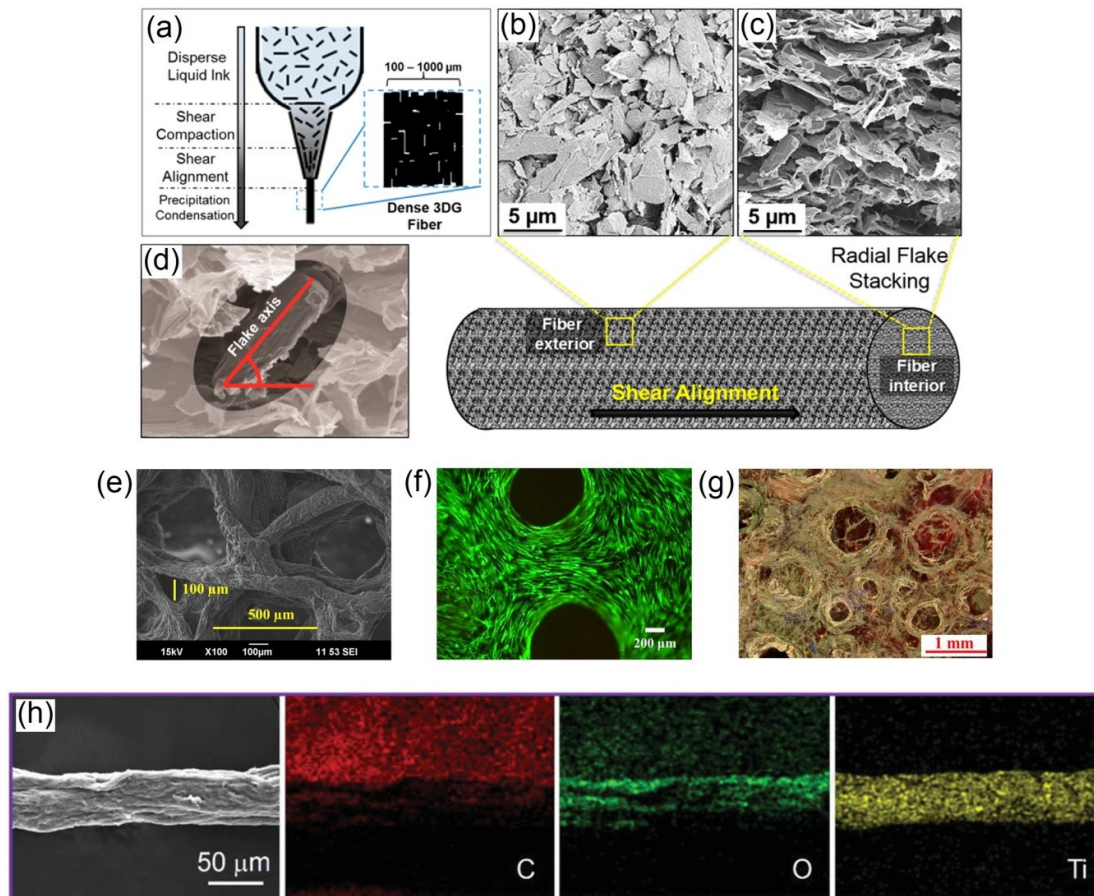 (a)
Disperse
Liquid Ink
Shear
Compaction
Shear
Alignment
Precipitation
Condensation
100 – 1000 µm
Dense 3DG
Fiber
(b)
5 µm
(c)
5 µm
Radial Flake
Stacking
(d)
Flake axis
Fiber
exterior
Shear Alignment
Fiber
interior
(e)
100 µm
500 µm
15kV X100 100µm 11 53 SEI
(f)
200 µm
(g)
1 mm
(h)
50 µm
C
O
Ti